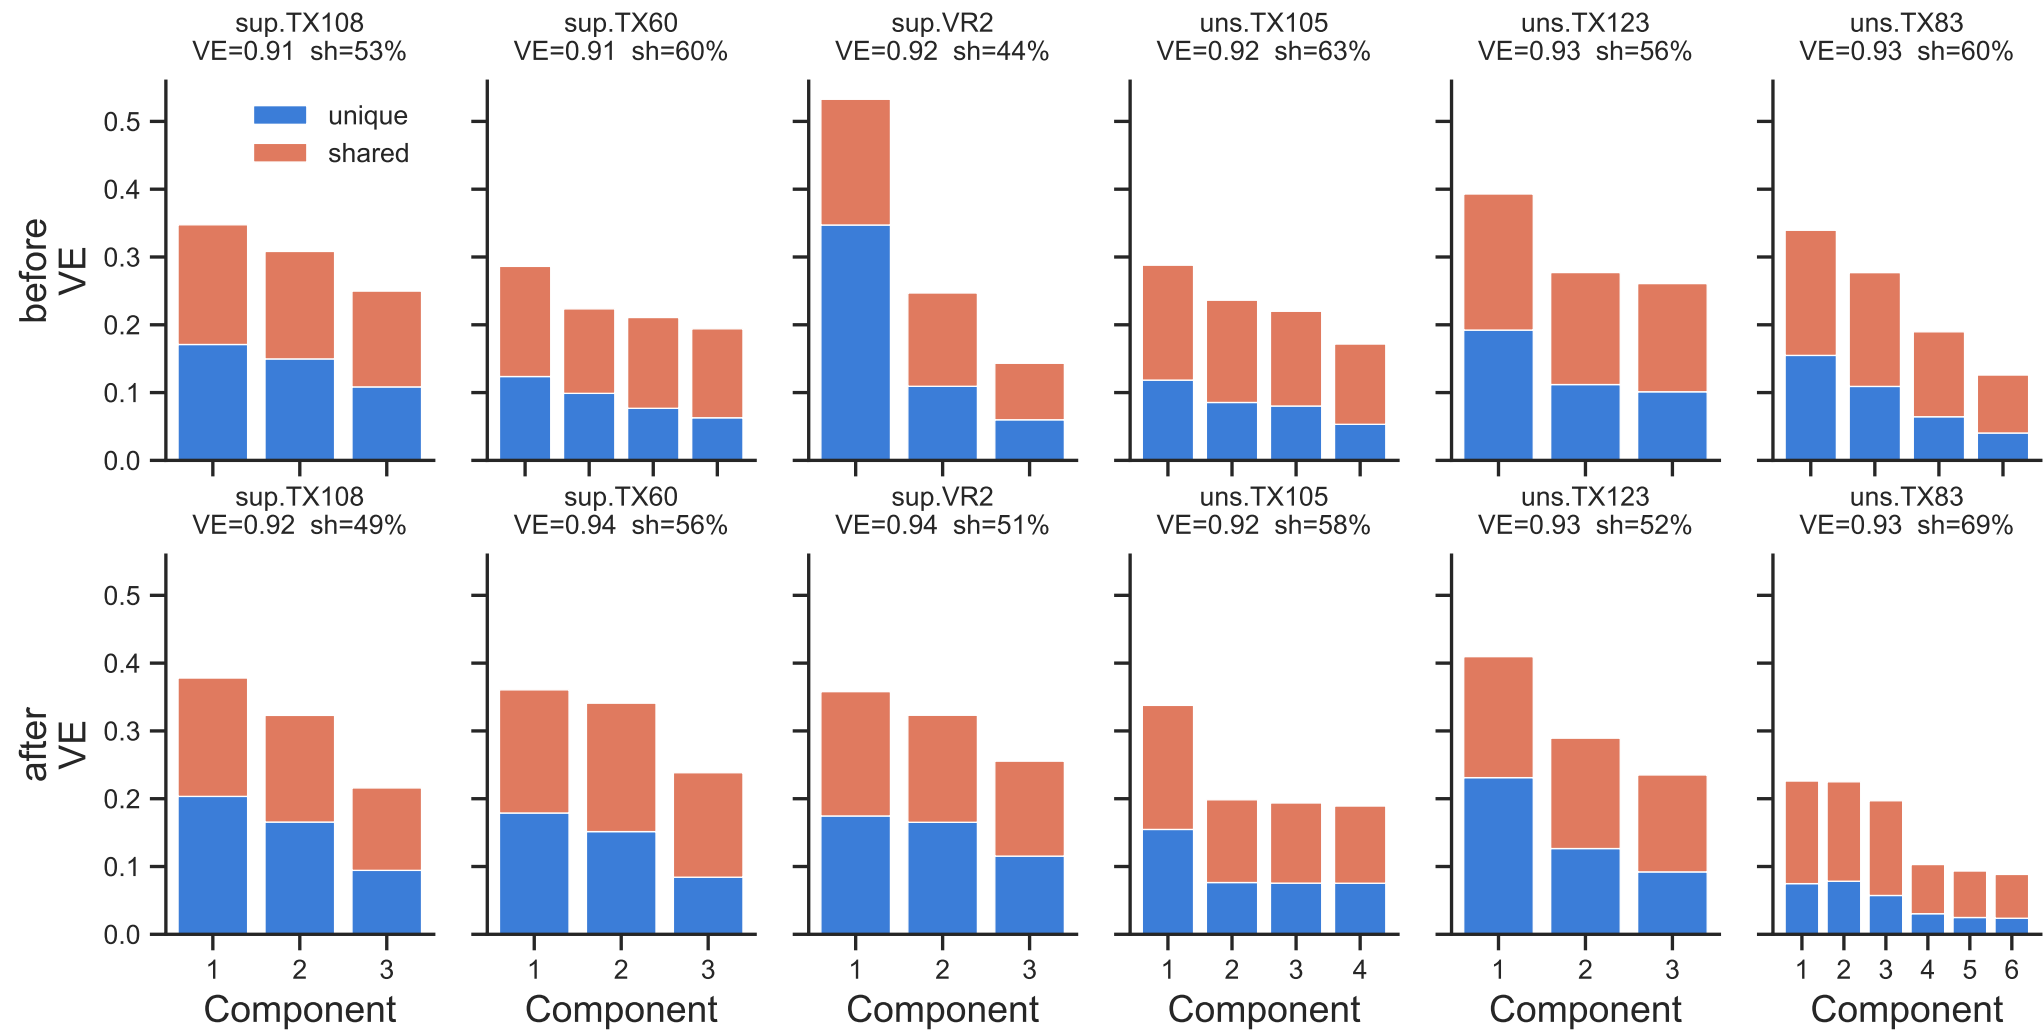 sup.TX108
VE=0.91 sh=53%
sup.TX60
VE=0.91 sh=60%
sup.VR2
VE=0.92 sh=44%
uns.TX105
VE=0.92 sh=63%
uns.TX123
VE=0.93 sh=56%
uns.TX83
VE=0.93 sh=60%
unique
shared
before
VE
0.5
0.4
0.3
0.2
0.1
0.0
sup.TX108
VE=0.92 sh=49%
sup.TX60
VE=0.94 sh=56%
sup.VR2
VE=0.94 sh=51%
uns.TX105
VE=0.92 sh=58%
uns.TX123
VE=0.93 sh=52%
uns.TX83
VE=0.93 sh=69%
after
VE
0.5
0.4
0.3
0.2
0.1
0.0
1 2 3
Component
1 2 3
Component
1 2 3
Component
1 2 3 4
Component
1 2 3
Component
1 2 3 4 5 6
Component